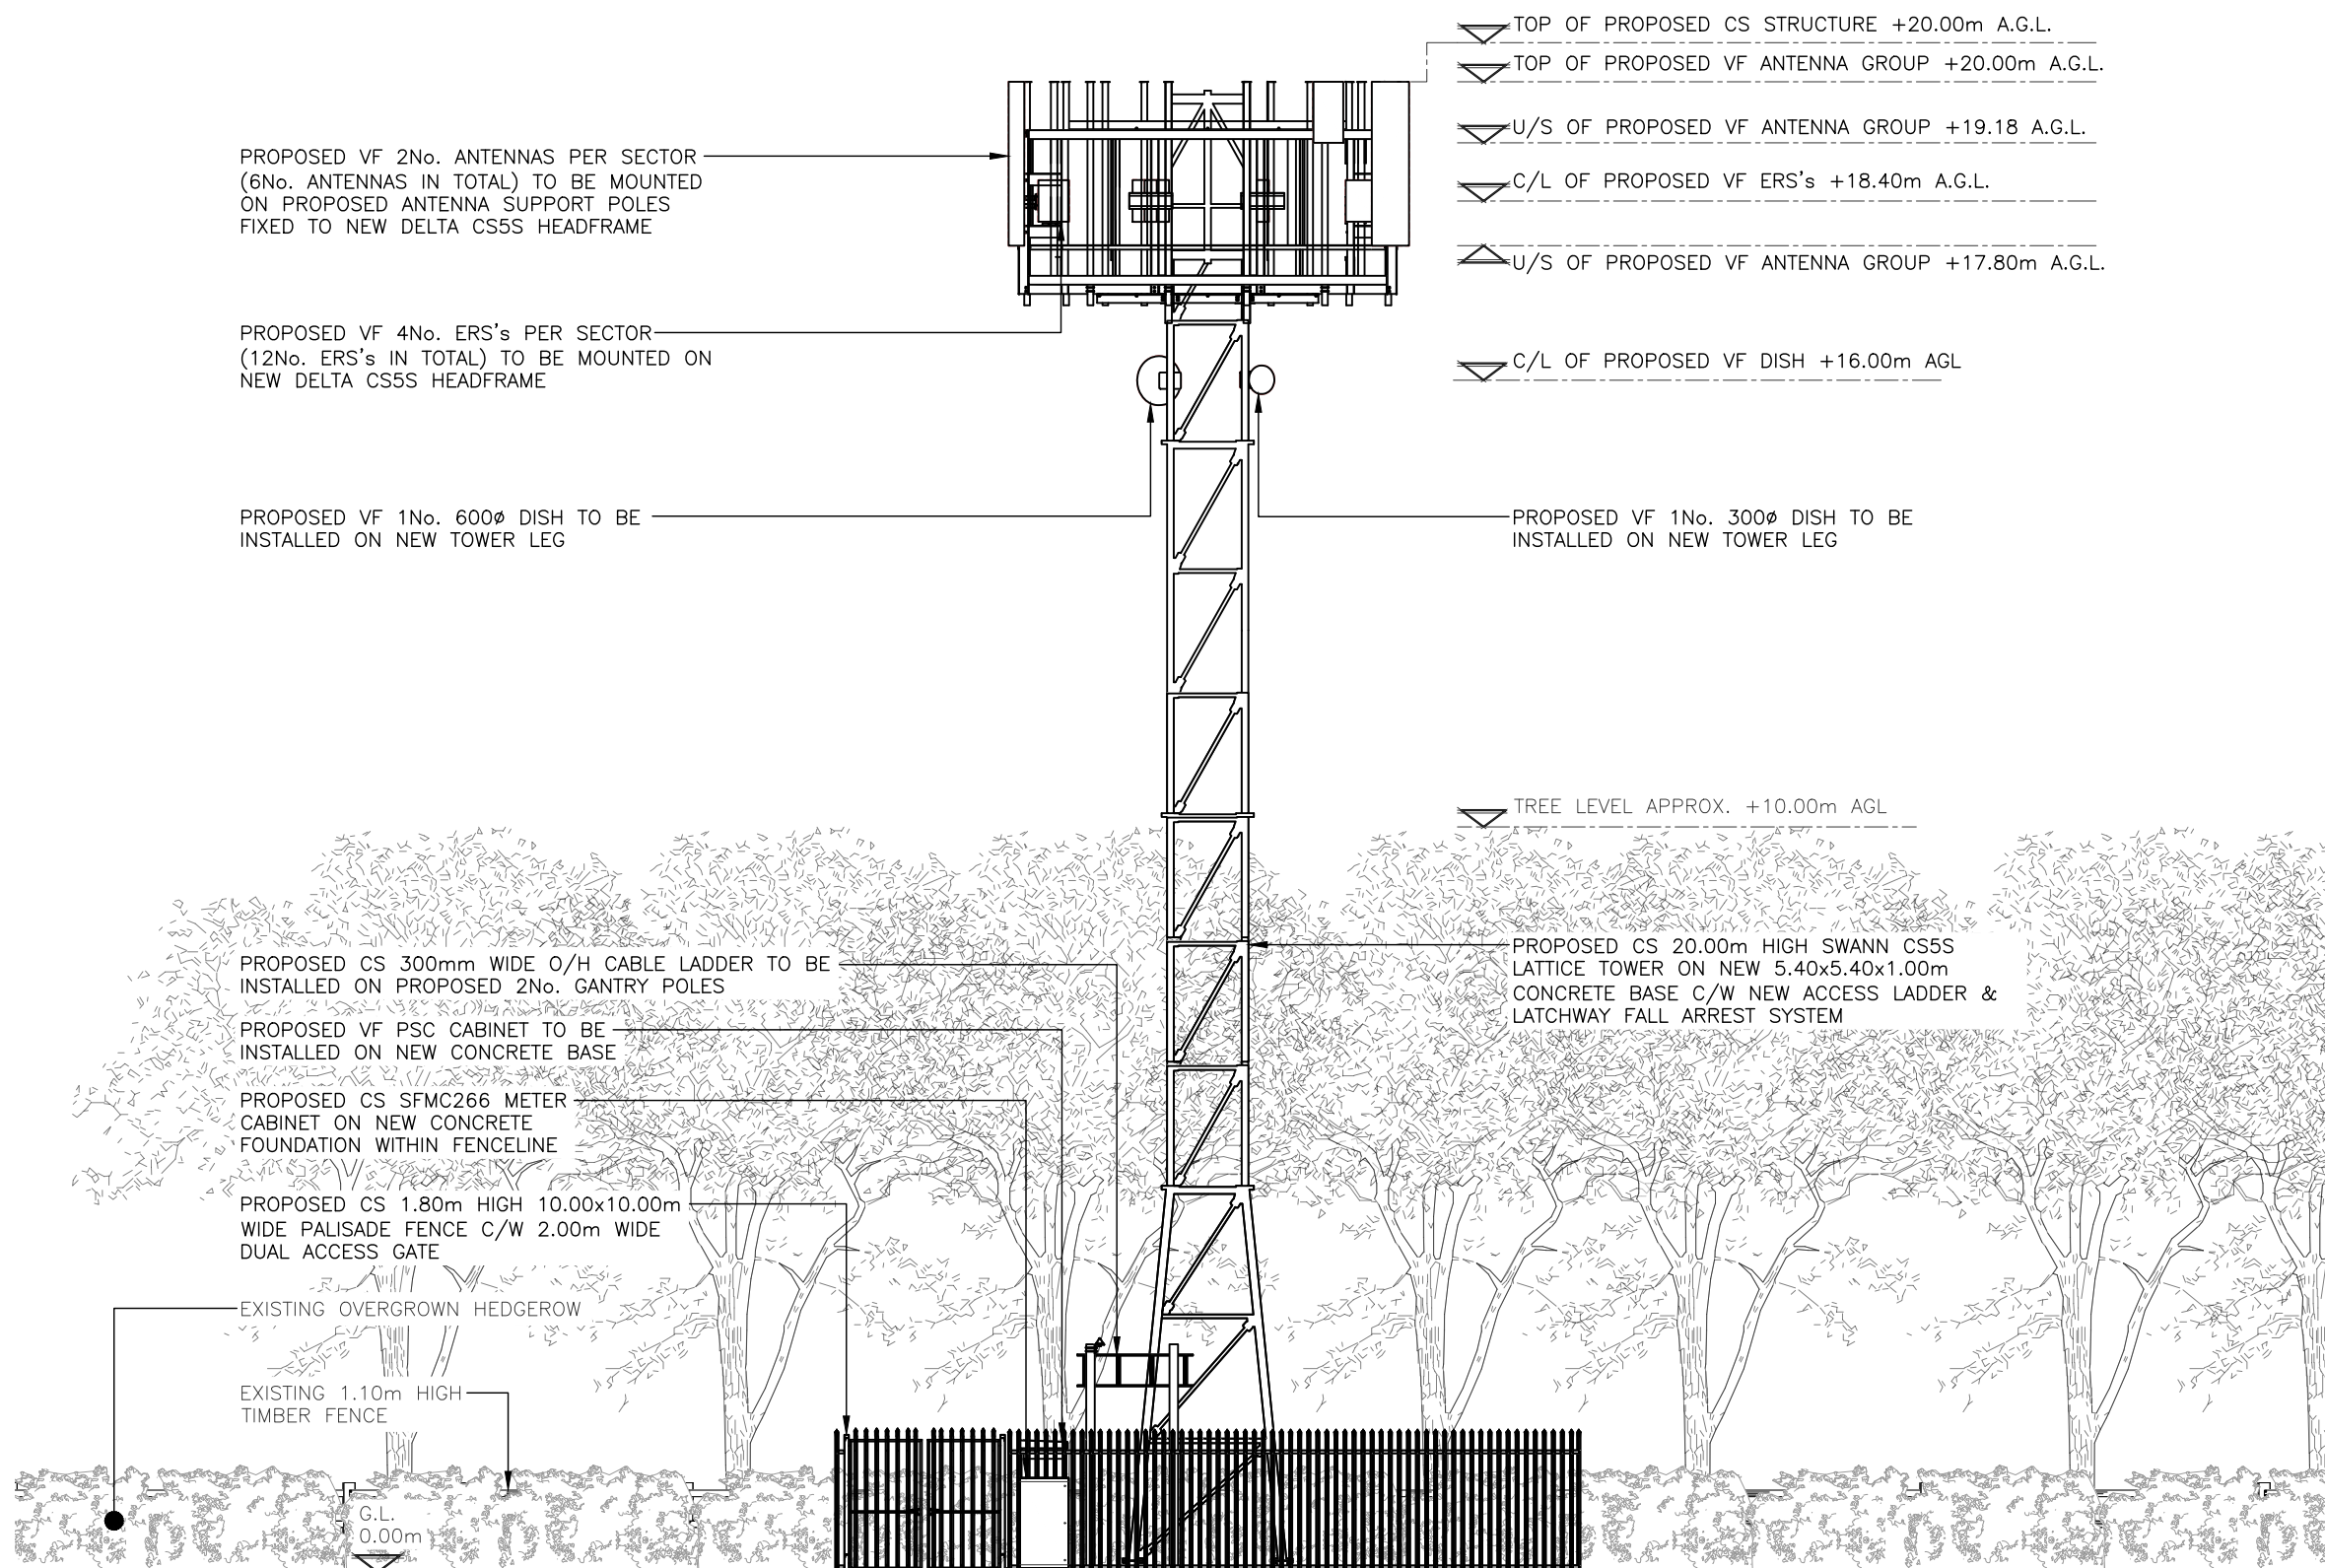 TOP OF PROPOSED CS STRUCTURE +20.00m A.G.L.
TOP OF PROPOSED VF ANTENNA GROUP +20.00m A.G.L.
U/S OF PROPOSED VF ANTENNA GROUP +19.18 A.G.L.
C/L OF PROPOSED VF ERS's +18.40m A.G.L.
U/S OF PROPOSED VF ANTENNA GROUP +17.80m A.G.L.
C/L OF PROPOSED VF DISH +16.00m AGL
PROPOSED VF 2No. ANTENNAS PER SECTOR
(6No. ANTENNAS IN TOTAL) TO BE MOUNTED
ON PROPOSED ANTENNA SUPPORT POLES
FIXED TO NEW DELTA CS5S HEADFRAME
PROPOSED VF 4No. ERS's PER SECTOR
(12No. ERS's IN TOTAL) TO BE MOUNTED ON
NEW DELTA CS5S HEADFRAME
PROPOSED VF 1No. 600ø DISH TO BE
INSTALLED ON NEW TOWER LEG
PROPOSED VF 1No. 300ø DISH TO BE
INSTALLED ON NEW TOWER LEG
TREE LEVEL APPROX. +10.00m AGL
PROPOSED CS 20.00m HIGH SWANN CS5S
LATTICE TOWER ON NEW 5.40x5.40x1.00m
CONCRETE BASE C/W NEW ACCESS LADDER &
LATCHWAY FALL ARREST SYSTEM
PROPOSED CS 300mm WIDE O/H CABLE LADDER TO BE
INSTALLED ON PROPOSED 2No. GANTRY POLES
PROPOSED VF PSC CABINET TO BE
INSTALLED ON NEW CONCRETE BASE
PROPOSED CS SFMC266 METER
CABINET ON NEW CONCRETE
FOUNDATION WITHIN FENCELINE
PROPOSED CS 1.80m HIGH 10.00x10.00m
WIDE PALISADE FENCE C/W 2.00m WIDE
DUAL ACCESS GATE
EXISTING OVERGROWN HEDGEROW
EXISTING 1.10m HIGH
TIMBER FENCE
G.L.
0.00m